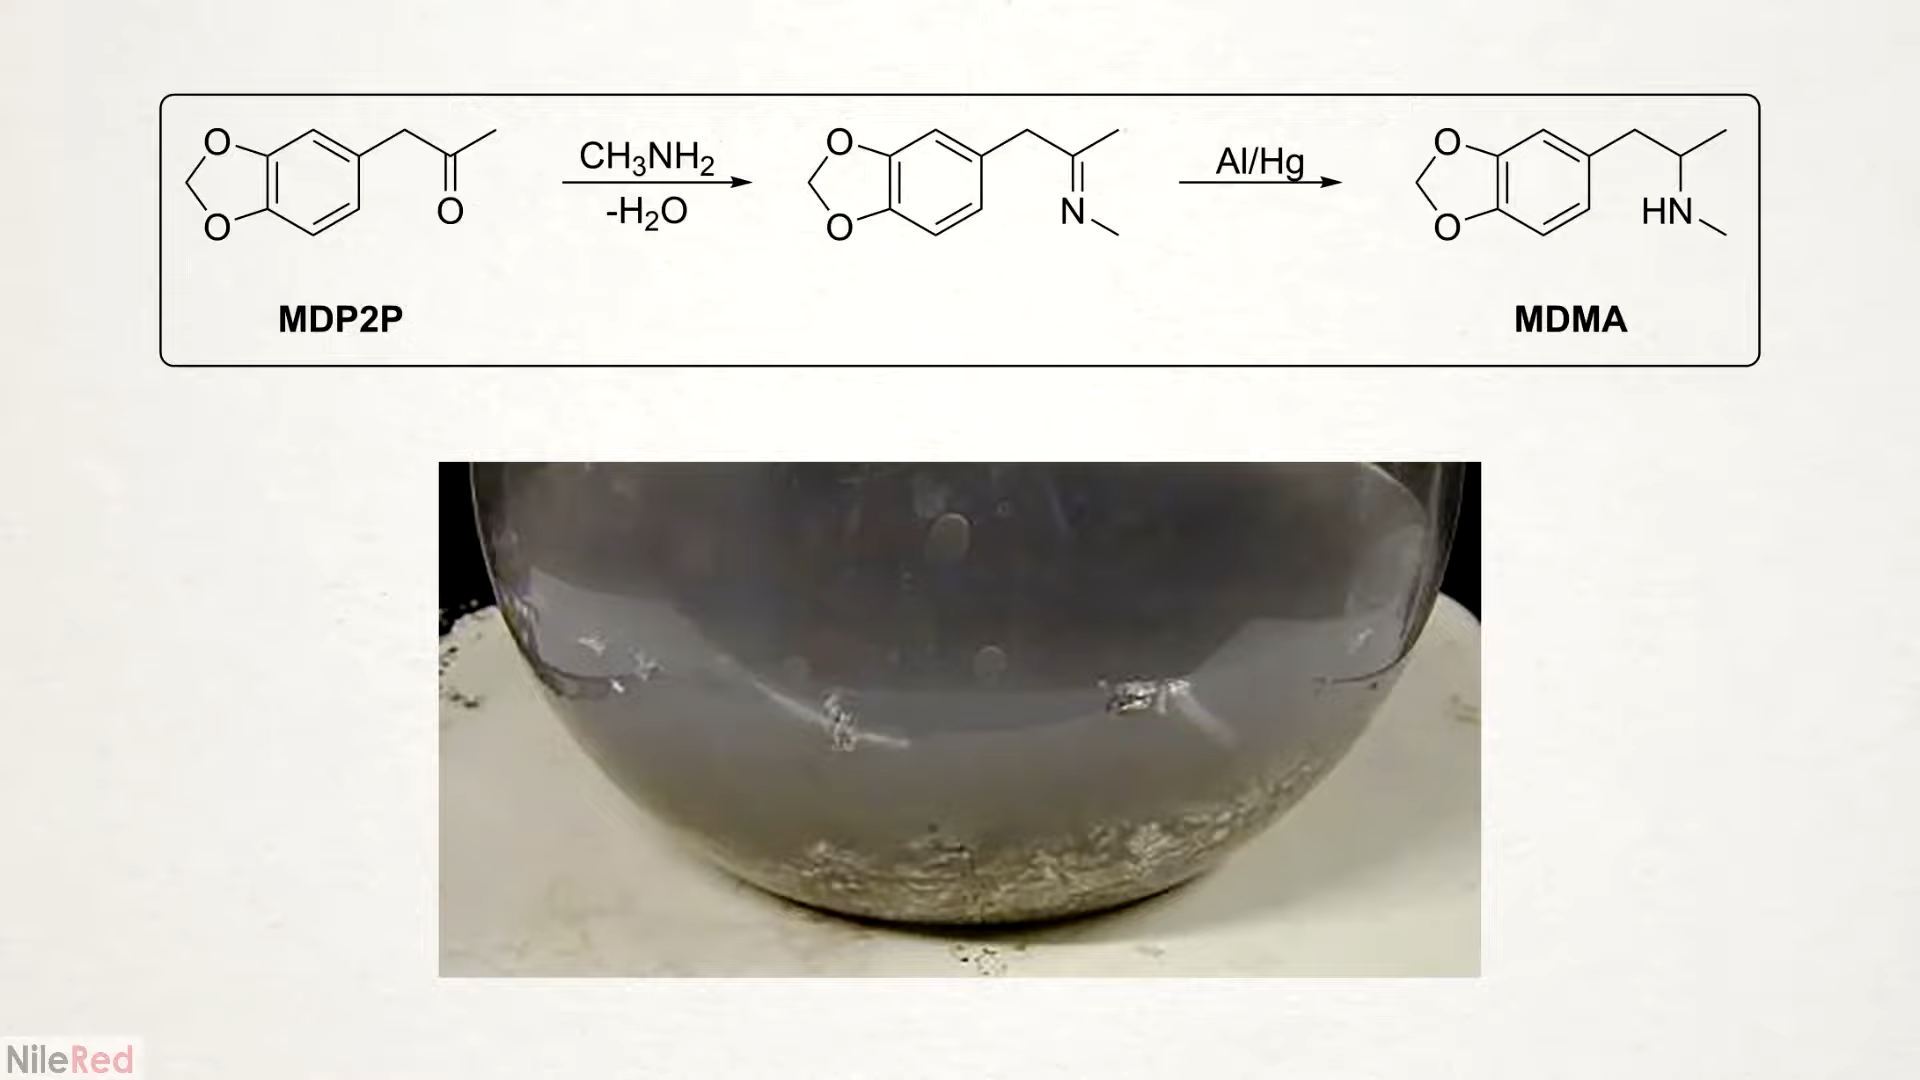 O
O
O
CH₃NH₂
-H₂O
O
O
N
Al/Hg
O
O
HN
MDP2P
MDMA
NileRed